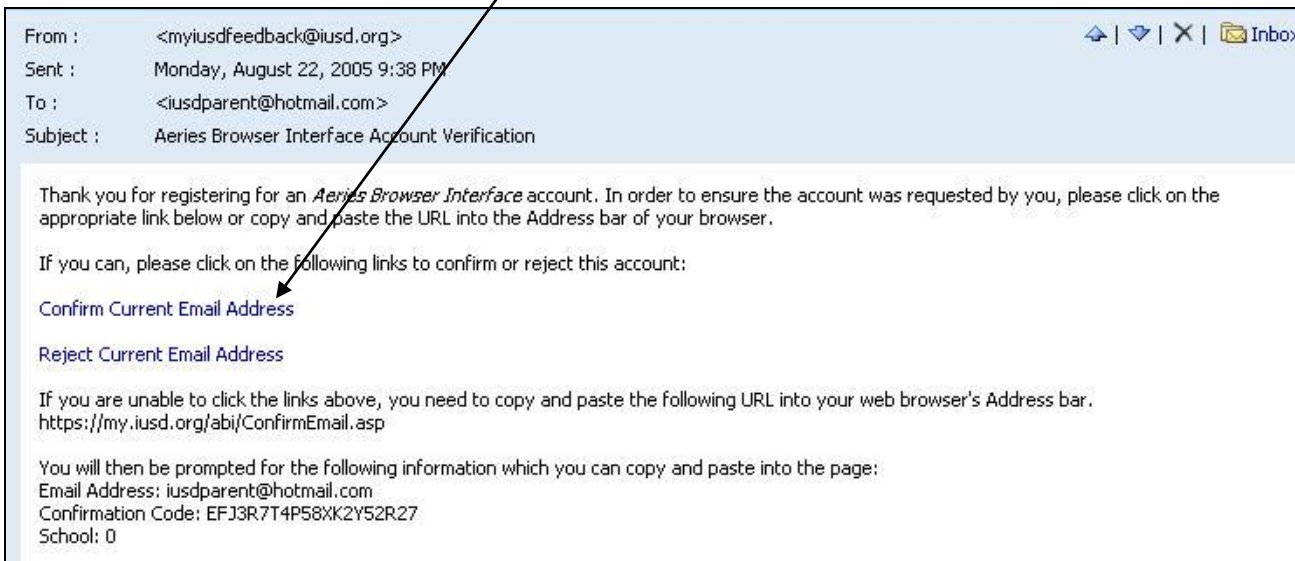 From : <myiusdfeedback@iusd.org> | | X | Inbox
Sent : Monday, August 22, 2005 9:38 PM
To : <iusdparent@hotmail.com>
Subject : Aeries Browser Interface Account Verification
Thank you for registering for an Aeries Browser Interface account. In order to ensure the account was requested by you, please click on the
appropriate link below or copy and paste the URL into the Address bar of your browser.
If you can, please click on the following links to confirm or reject this account:
Confirm Current Email Address
Reject Current Email Address
If you are unable to click the links above, you need to copy and paste the following URL into your web browser's Address bar.
https://my.iusd.org/abi/ConfirmEmail.asp
You will then be prompted for the following information which you can copy and paste into the page:
Email Address: iusdparent@hotmail.com
Confirmation Code: EFJ3R7T4P58XK2Y52R27
School: 0